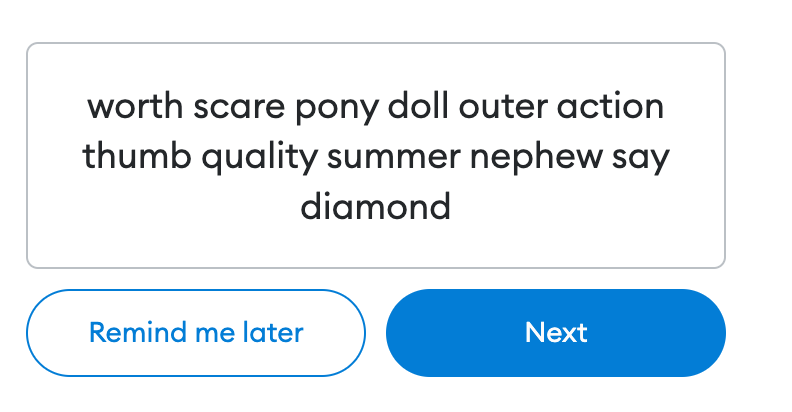 worth scare pony doll outer action
thumb quality summer nephew say
diamond
Remind me later
Next